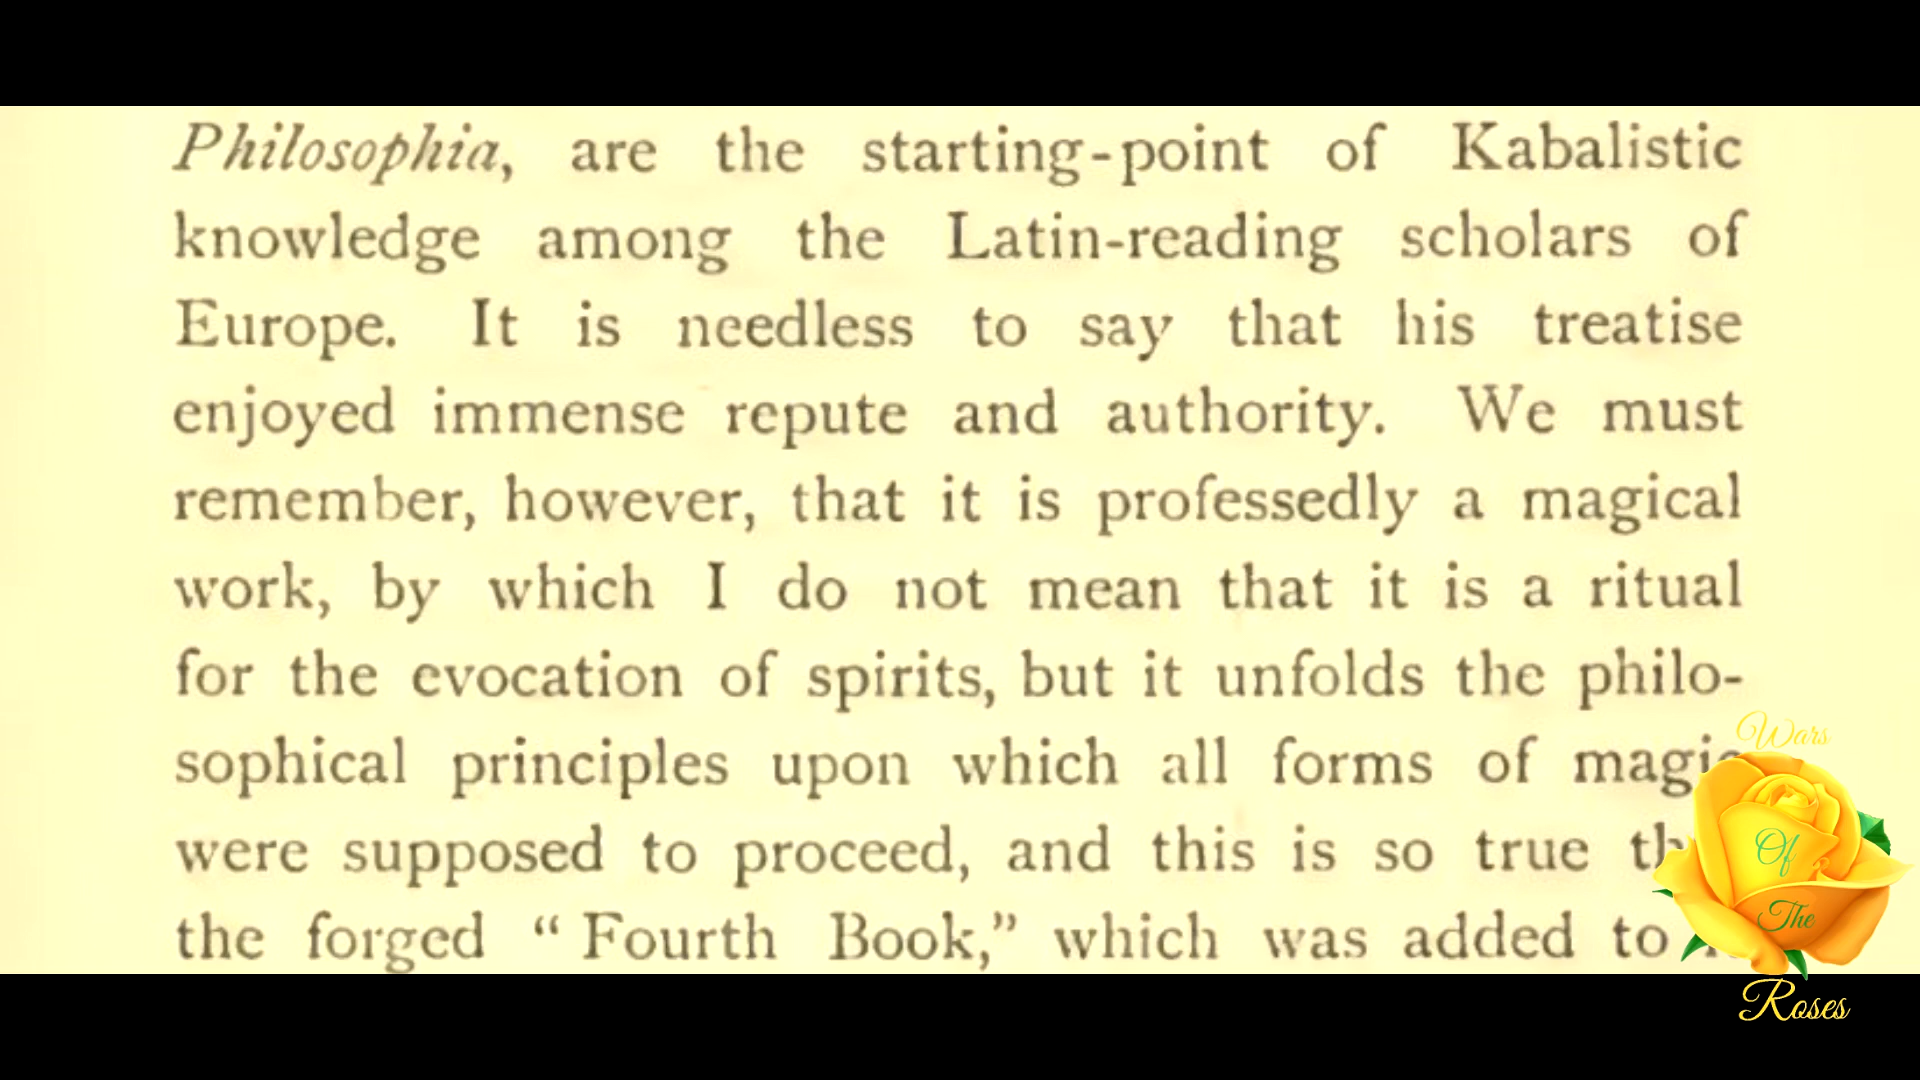 Philosophia, are the starting-point of Kabalistic
knowledge among the Latin-reading scholars of
Europe. It is needless to say that his treatise
enjoyed immense repute and authority. We must
remember, however, that it is professedly a magical
work, by which I do not mean that it is a ritual
for the evocation of spirits, but it unfolds the philo-
sophical principles upon which all forms of magic
were supposed to proceed, and this is so true
the forged “ Fourth Book,” which was added to
Wars
Of
The
Roses